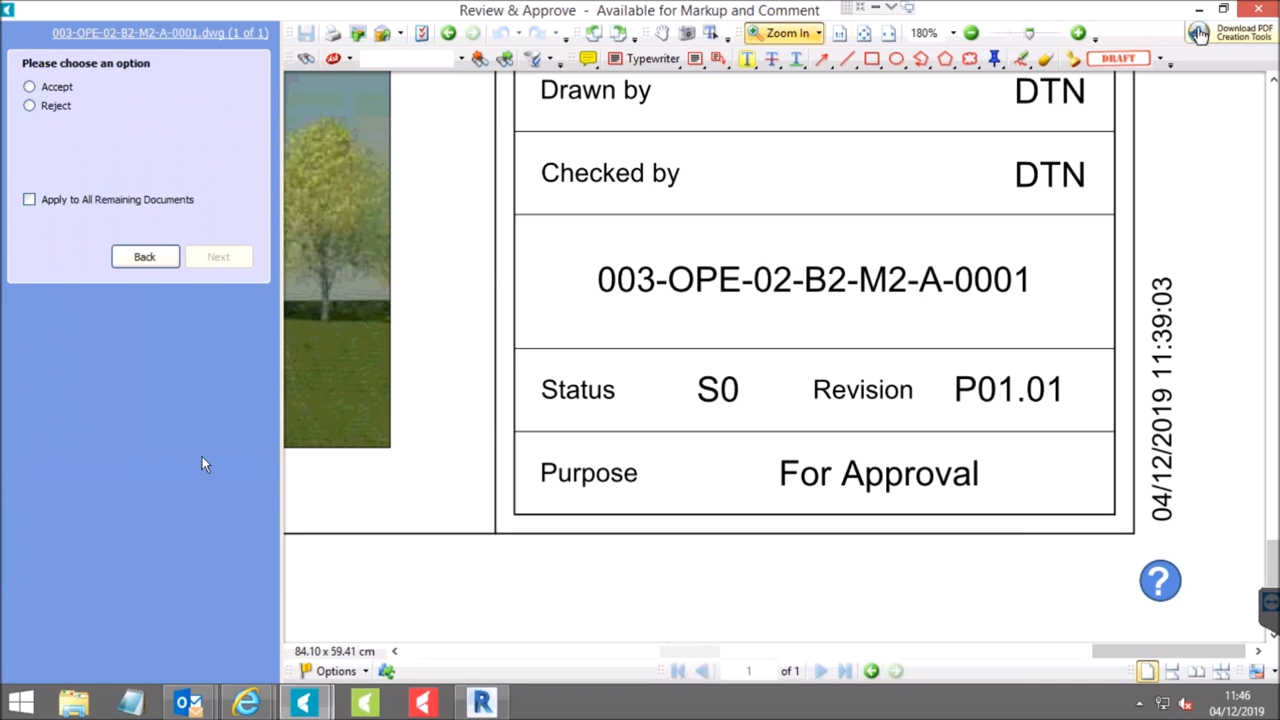 Review & Approve - Available for Markup and Comment
003-OPE-02-B2-M2-A-0001.dwg (1 of 1)
Please choose an option
Accept
Reject
Apply to All Remaining Documents
Back
Next
Zoom In
180%
Download PDF
Creation Tools
Typewriter
DRAFT
Drawn by DTN
Checked by DTN
003-OPE-02-B2-M2-A-0001
Status S0 Revision P01.01
Purpose For Approval
04/12/2019 11:39:03
?
84.10 x 59.41 cm
Options
1 of 1
11:46
04/12/2019